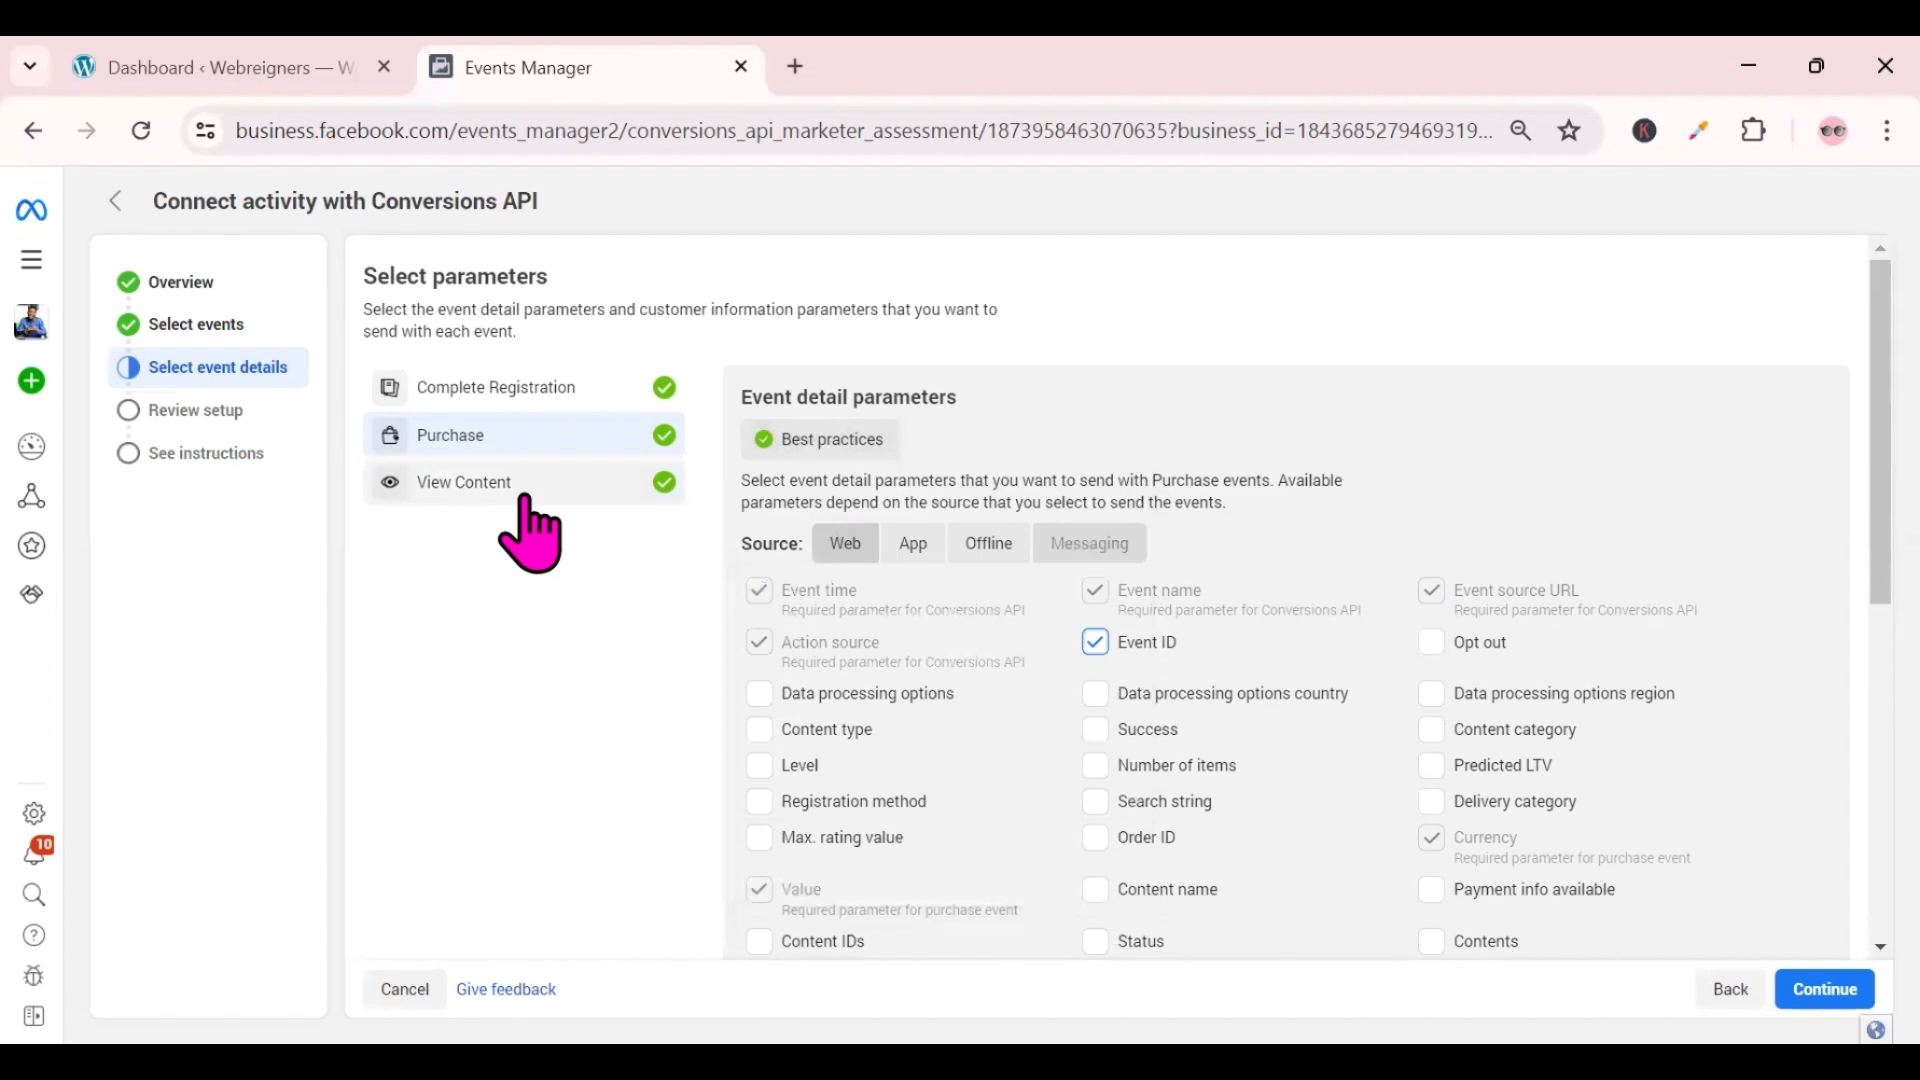 Dashboard ‹ Webreigners — W
Events Manager
business.facebook.com/events_manager2/conversions_api_marketer_assessment/1873958463070635?business_id=1843685279469319...
K
Connect activity with Conversions API
Overview
Select events
Select event details
Review setup
See instructions
10
Select parameters
Select the event detail parameters and customer information parameters that you want to
send with each event.
Complete Registration
Purchase
View Content
Event detail parameters
Best practices
Select event detail parameters that you want to send with Purchase events. Available
parameters depend on the source that you select to send the events.
Source: Web App Offline Messaging
Event time Event name Event source URL
Required parameter for Conversions API Required parameter for Conversions API Required parameter for Conversions API
Action source Event ID Opt out
Required parameter for Conversions API
Data processing options Data processing options country Data processing options region
Content type Success Content category
Level Number of items Predicted LTV
Registration method Search string Delivery category
Max. rating value Order ID Currency
Required parameter for purchase event
Value Content name Payment info available
Required parameter for purchase event
Content IDs Status Contents
Cancel Give feedback Back Continue